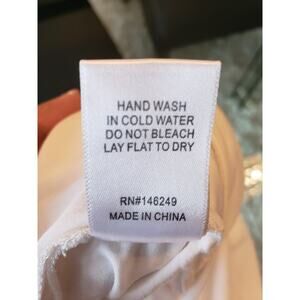 HAND WASH
IN COLD WATER
DO NOT BLEACH
LAY FLAT TO DRY
RN#146249
MADE IN CHINA